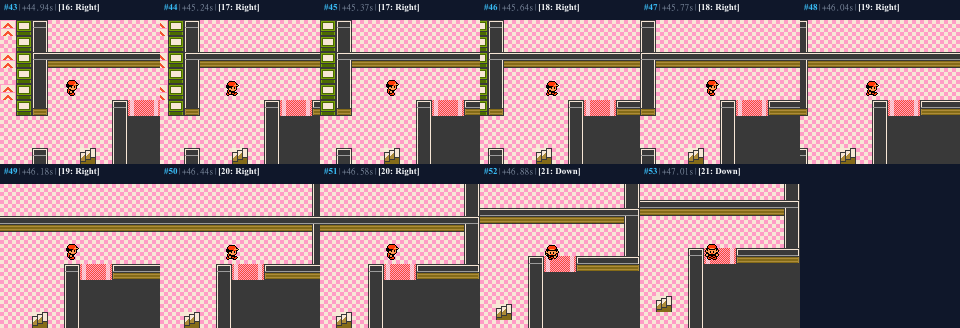 #43|+44.94s|[16: Right]
#44|+45.24s|[17: Right]
#45|+45.37s|[17: Right]
#46|+45.64s|[18: Right]
#47|+45.77s|[18: Right]
#48|+46.04s|[19: Right]
#49|+46.18s|[19: Right]
#50|+46.44s|[20: Right]
#51|+46.58s|[20: Right]
#52|+46.88s|[21: Down]
#53|+47.01s|[21: Down]